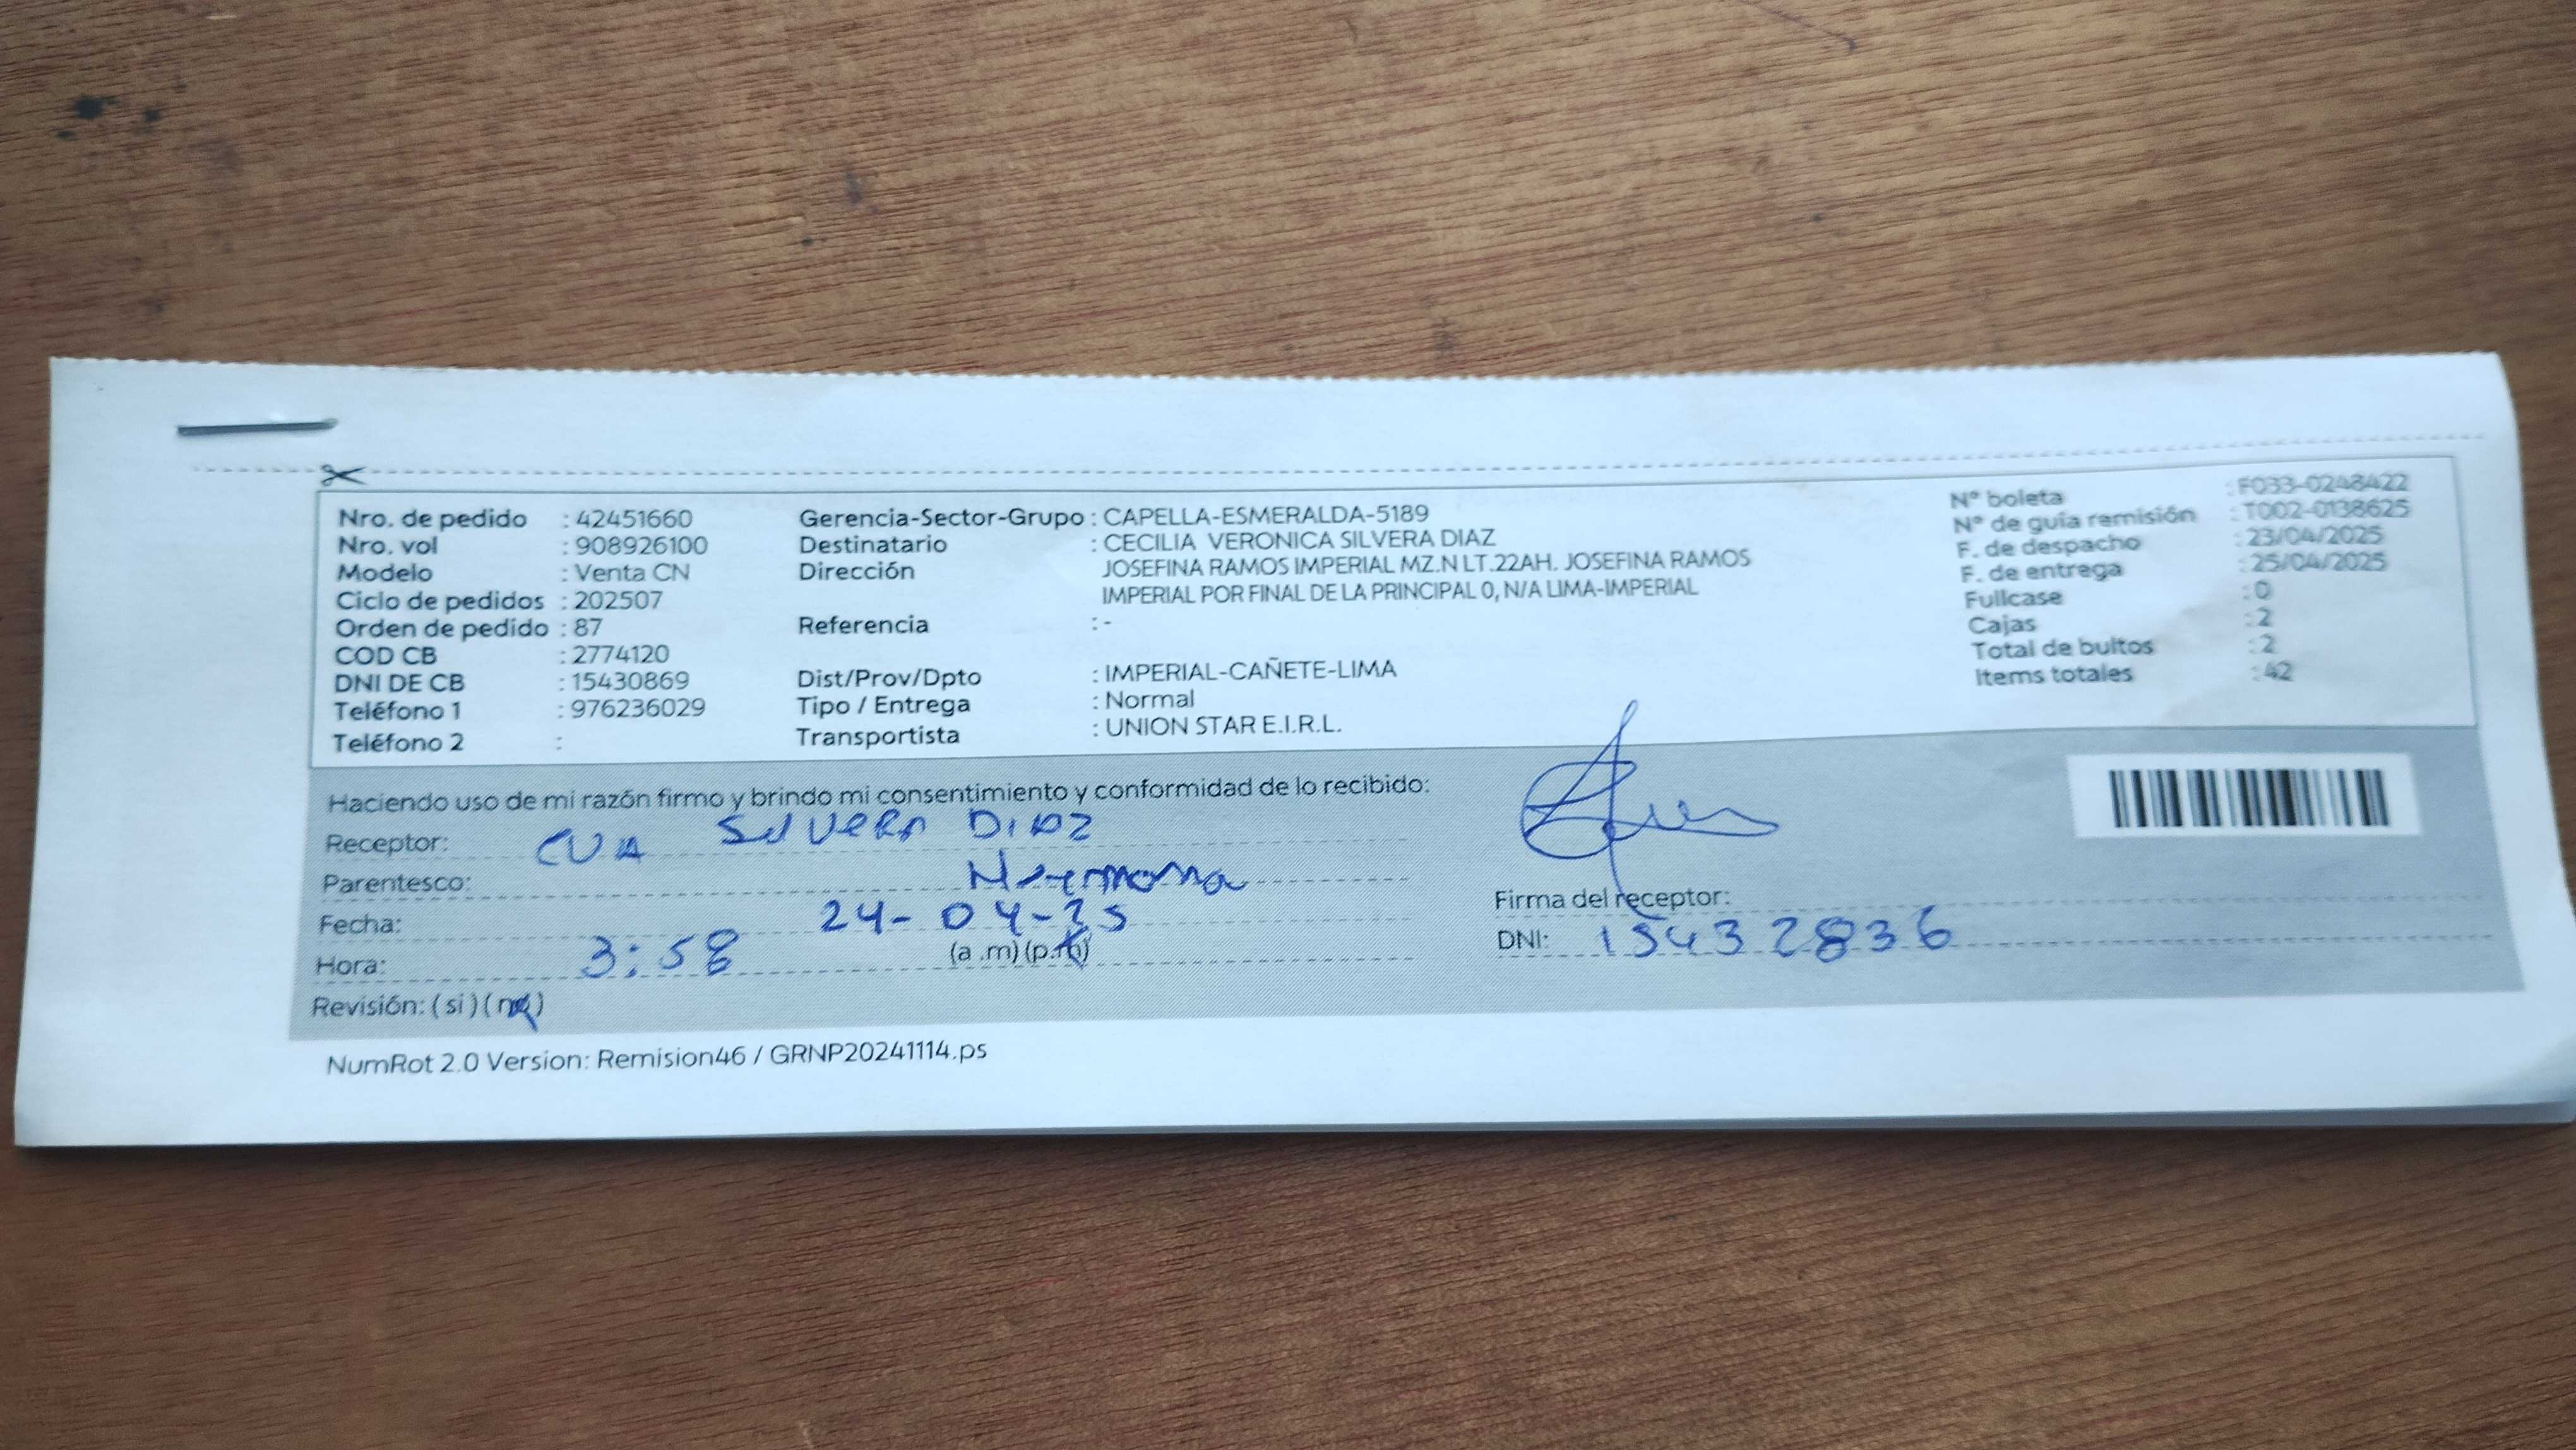 Nro. de pedido : 42451660
Nro. vol : 908926100
Modelo : Venta CN
Ciclo de pedidos : 202507
Orden de pedido : 87
COD CB : 2774120
DNI DE CB : 15430869
Teléfono 1 : 976236029
Teléfono 2 :
Gerencia-Sector-Grupo : CAPELLA-ESMERALDA-5189
Destinatario : CECILIA VERONICA SILVERA DIAZ
Dirección JOSEFINA RAMOS IMPERIAL MZ.N LT.22AH. JOSEFINA RAMOS
IMPERIAL POR FINAL DE LA PRINCIPAL 0, N/A LIMA-IMPERIAL
Referencia : -
Dist/Prov/Dpto : IMPERIAL-CAÑETE-LIMA
Tipo / Entrega : Normal
Transportista : UNION STAR E.I.R.L.
N° boleta : F033-0248422
N° de guía remisión : T002-0138625
F. de despacho : 23/04/2025
F. de entrega : 25/04/2025
Fullcase : 0
Cajas : 2
Total de bultos : 2
Items totales : 42
Haciendo uso de mi razón firmo y brindo mi consentimiento y conformidad de lo recibido:
Receptor: EVA SILVERA DIAZ
Parentesco: Hermana
Fecha: 24-04-25
Hora: 3:58 (a.m) (p.m)
Revisión: (si) (no)
Firma del receptor:
DNI: 15432836
NumRot 2.0 Version: Remision46 / GRNP20241114.ps